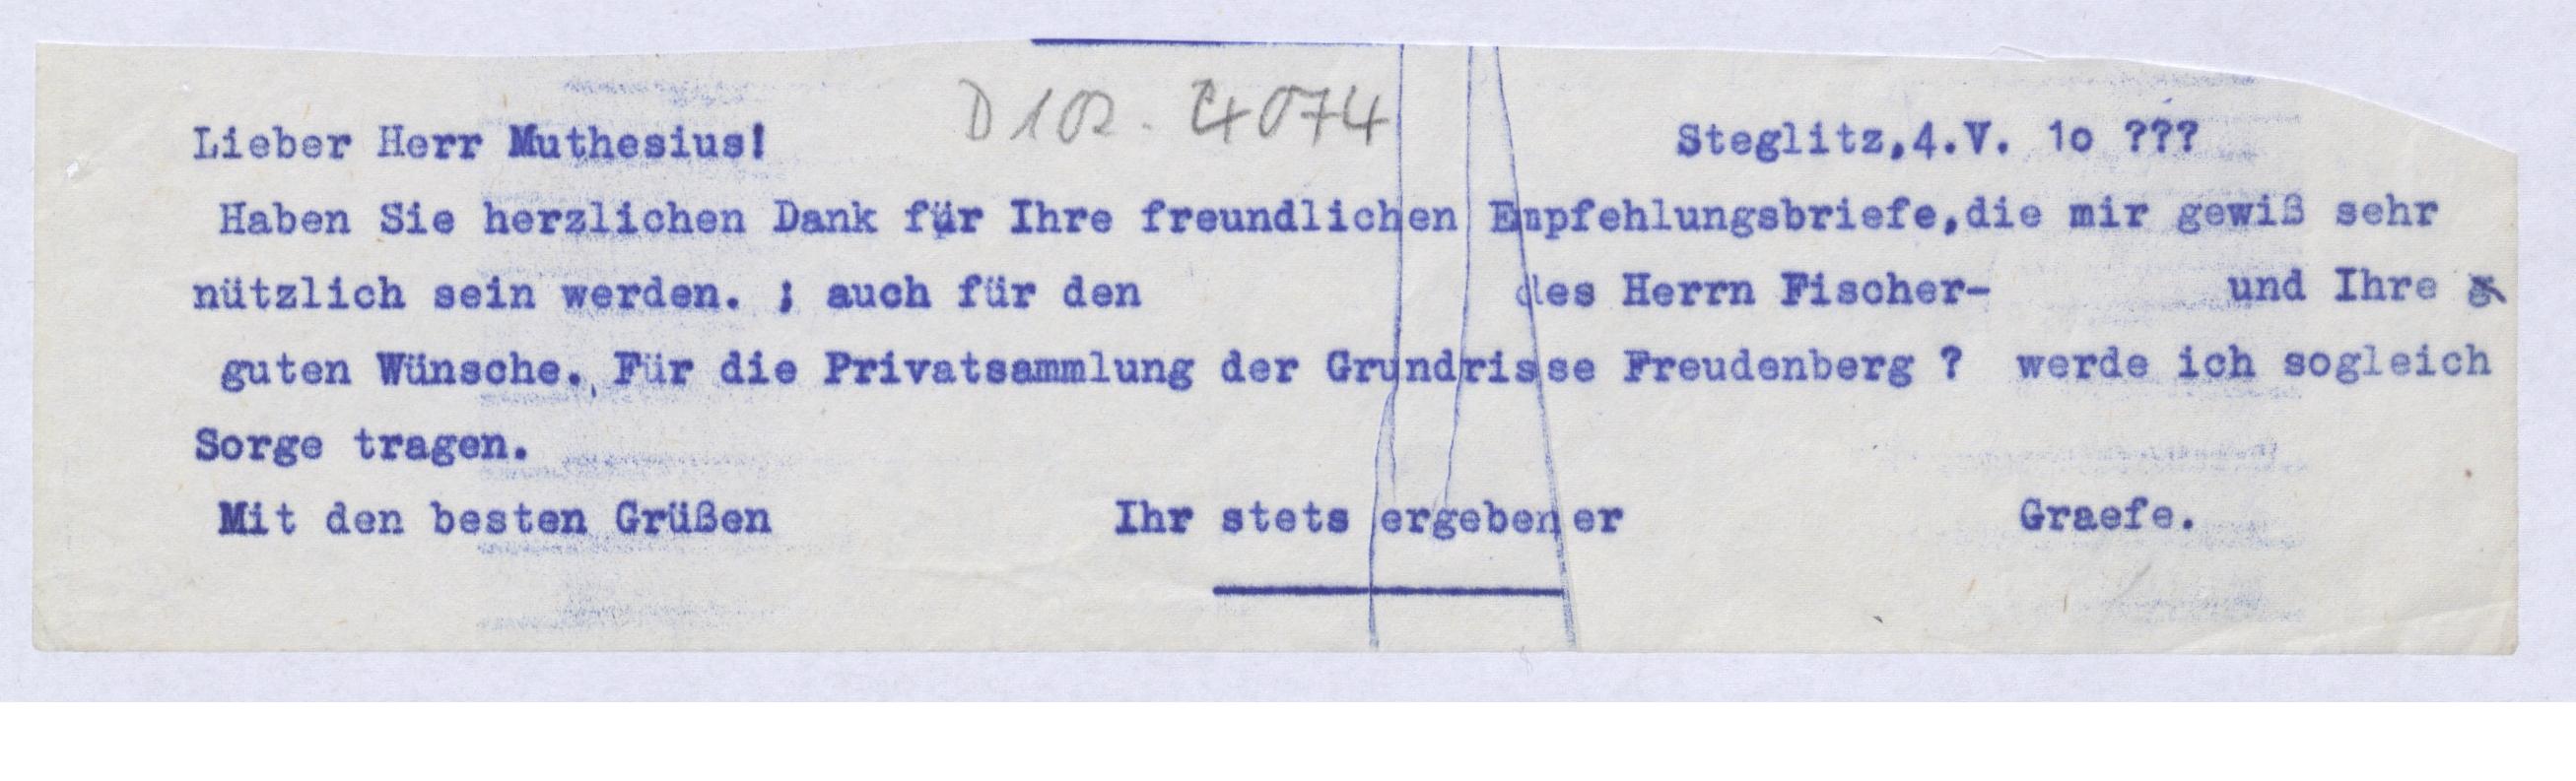 D 102 - 4074
Lieber Herr Muthesius! Steglitz,4.V. 1o ???
Haben Sie herzlichen Dank für Ihre freundlichen Empfehlungsbriefe,die mir gewiß sehr
nützlich sein werden. ; auch für den des Herrn Fischer- und Ihre
guten Wünsche. Für die Privatsammlung der Grundrisse Freudenberg ? werde ich sogleich
Sorge tragen.
Mit den besten Grüßen Ihr stets ergebener Graefe.